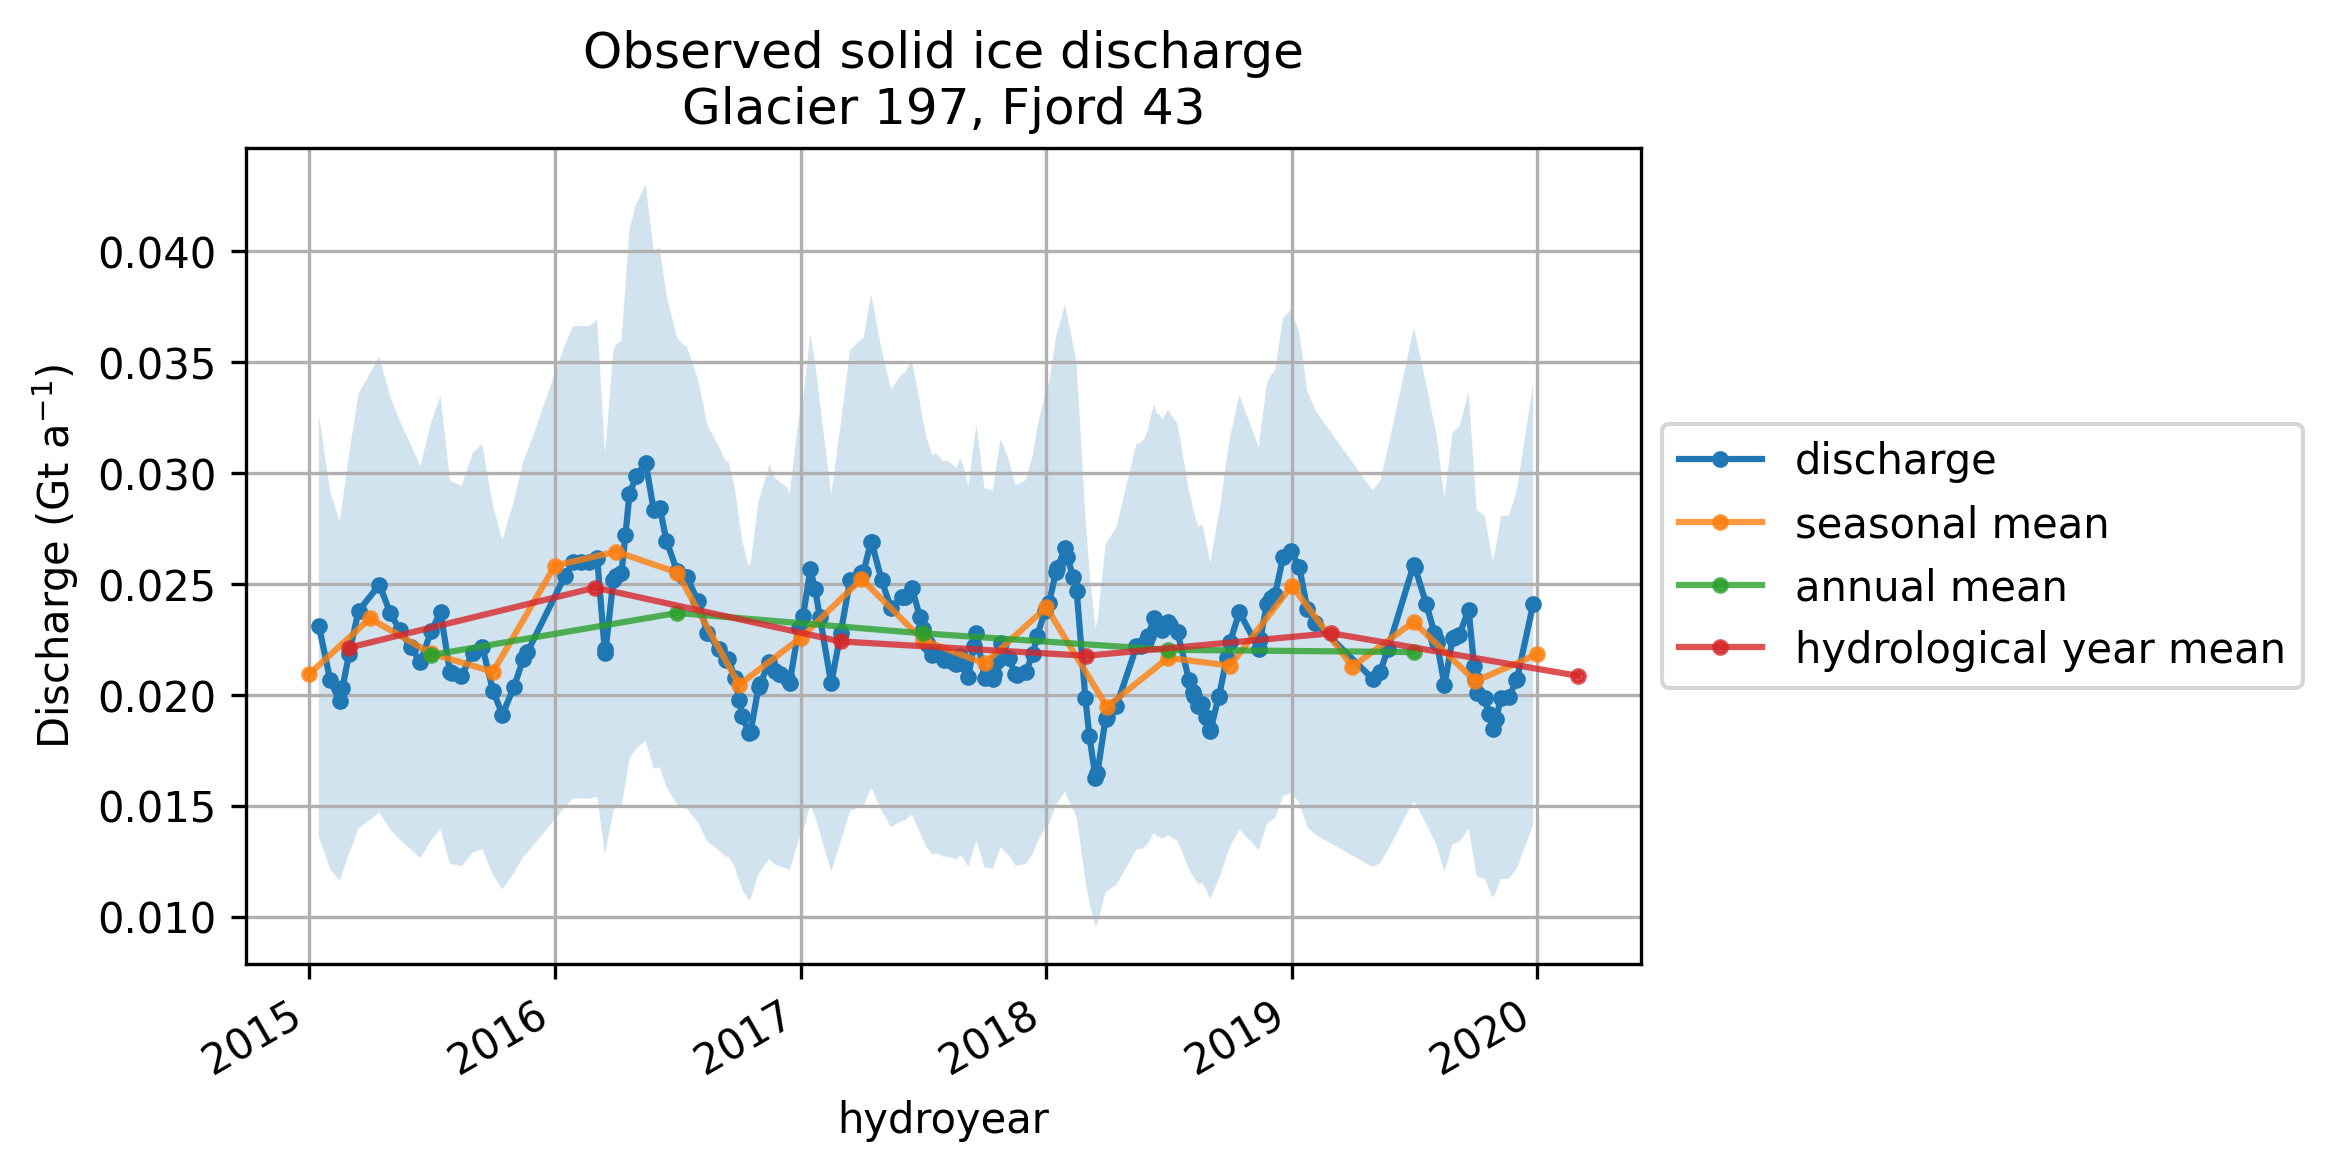 Observed solid ice discharge
Glacier 197, Fjord 43
Discharge (Gt a⁻¹)
0.040
0.035
0.030
0.025
0.020
0.015
0.010
2015
2016
2017
2018
2019
2020
hydroyear
discharge
seasonal mean
annual mean
hydrological year mean